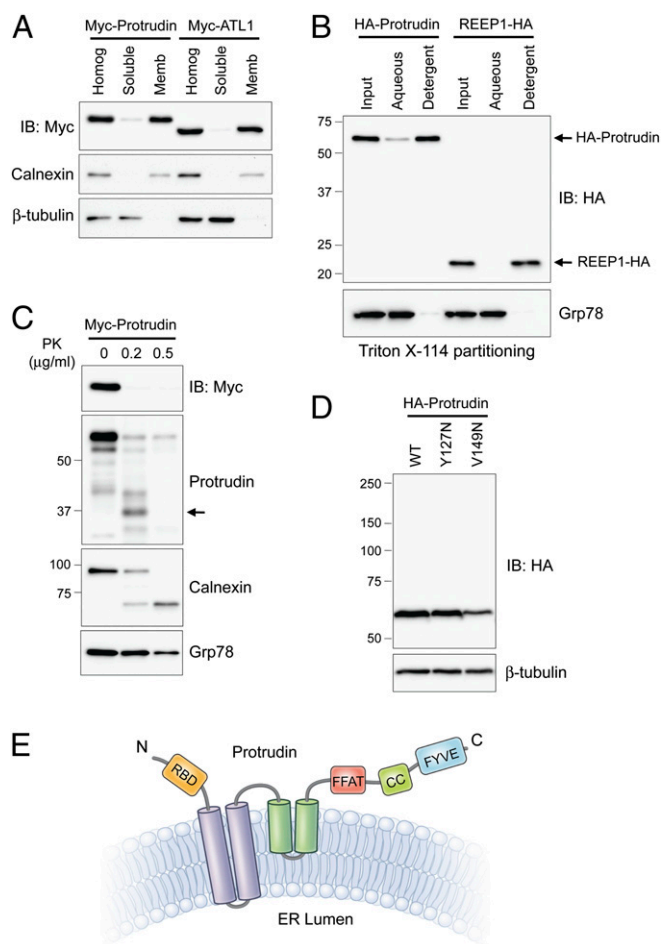 A
Myc-Protrudin Myc-ATL1
Homog Soluble Memb Homog Soluble Memb
IB: Myc
Calnexin
β-tubulin
B
HA-Protrudin REEP1-HA
Input Aqueous Detergent Input Aqueous Detergent
75
50
37
25
20
HA-Protrudin
IB: HA
REEP1-HA
Grp78
Triton X-114 partitioning
C
Myc-Protrudin
PK
(μg/ml)
0 0.2 0.5
IB: Myc
50
37
Protrudin
100
75
Calnexin
Grp78
D
HA-Protrudin
WT Y127N V149N
250
150
100
75
50
IB: HA
β-tubulin
E
N
RBD
Protrudin
FFAT
CC
FYVE
C
ER Lumen